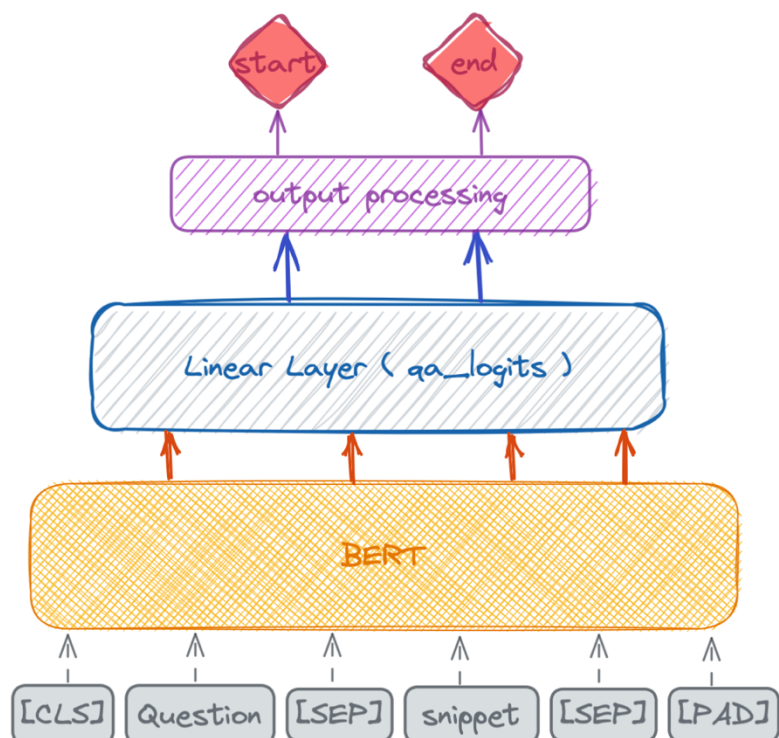 start end
output processing
Linear Layer ( qa_logits )
BERT
[CLS] Question [SEP] snippet [SEP] [PAD]